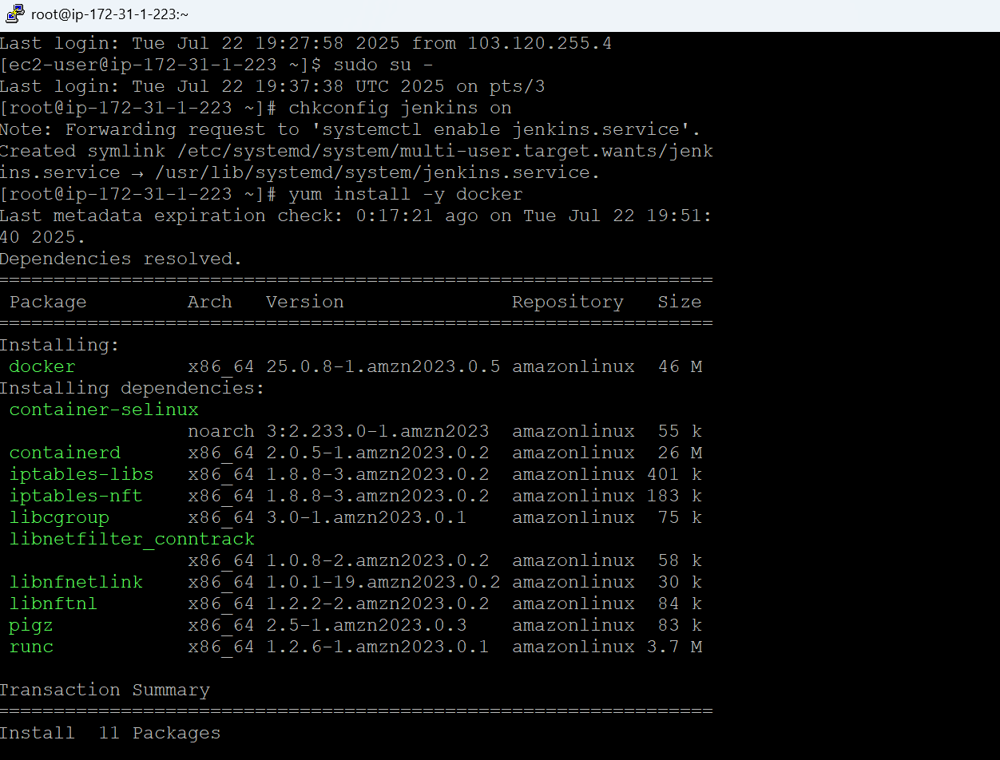 root@ip-172-31-1-223:~
Last login: Tue Jul 22 19:27:58 2025 from 103.120.255.4
[ec2-user@ip-172-31-1-223 ~]$ sudo su -
Last login: Tue Jul 22 19:37:38 UTC 2025 on pts/3
[root@ip-172-31-1-223 ~]# chkconfig jenkins on
Note: Forwarding request to 'systemctl enable jenkins.service'.
Created symlink /etc/systemd/system/multi-user.target.wants/jenk
ins.service → /usr/lib/systemd/system/jenkins.service.
[root@ip-172-31-1-223 ~]# yum install -y docker
Last metadata expiration check: 0:17:21 ago on Tue Jul 22 19:51:
40 2025.
Dependencies resolved.
================================================================
Package Arch Version Repository Size
================================================================
Installing:
docker x86_64 25.0.8-1.amzn2023.0.5 amazonlinux 46 M
Installing dependencies:
container-selinux
noarch 3:2.233.0-1.amzn2023 amazonlinux 55 k
containerd x86_64 2.0.5-1.amzn2023.0.2 amazonlinux 26 M
iptables-libs x86_64 1.8.8-3.amzn2023.0.2 amazonlinux 401 k
iptables-nft x86_64 1.8.8-3.amzn2023.0.2 amazonlinux 183 k
libcgroup x86_64 3.0-1.amzn2023.0.1 amazonlinux 75 k
libnetfilter_conntrack
x86_64 1.0.8-2.amzn2023.0.2 amazonlinux 58 k
libnfnetlink x86_64 1.0.1-19.amzn2023.0.2 amazonlinux 30 k
libnftnl x86_64 1.2.2-2.amzn2023.0.2 amazonlinux 84 k
pigz x86_64 2.5-1.amzn2023.0.3 amazonlinux 83 k
runc x86_64 1.2.6-1.amzn2023.0.1 amazonlinux 3.7 M
Transaction Summary
================================================================
Install 11 Packages